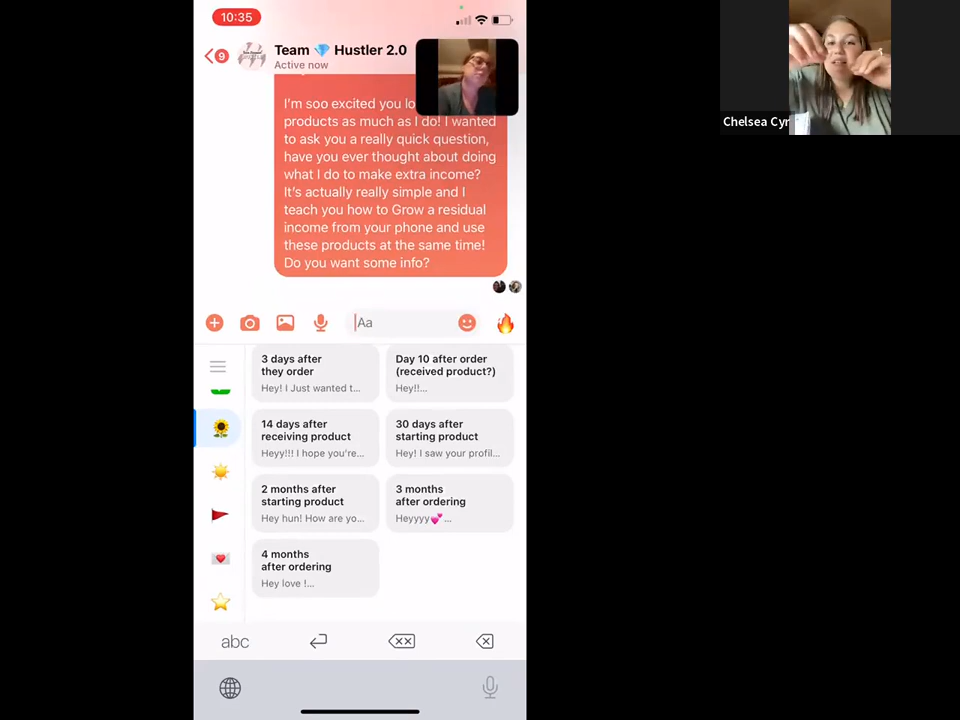 10:35
9
Team 💎 Hustler 2.0
Active now
I'm soo excited you lo
products as much as I do! I wanted
to ask you a really quick question,
have you ever thought about doing
what I do to make extra income?
It's actually really simple and I
teach you how to Grow a residual
income from your phone and use
these products at the same time!
Do you want some info?
Aa
3 days after
they order
Hey! I Just wanted t...
Day 10 after order
(received product?)
Hey!!...
14 days after
receiving product
Heyy!!! I hope you're...
30 days after
starting product
Hey! I saw your profil...
2 months after
starting product
Hey hun! How are yo...
3 months
after ordering
Heyyyy💕...
4 months
after ordering
Hey love !...
abc
Chelsea Cyr